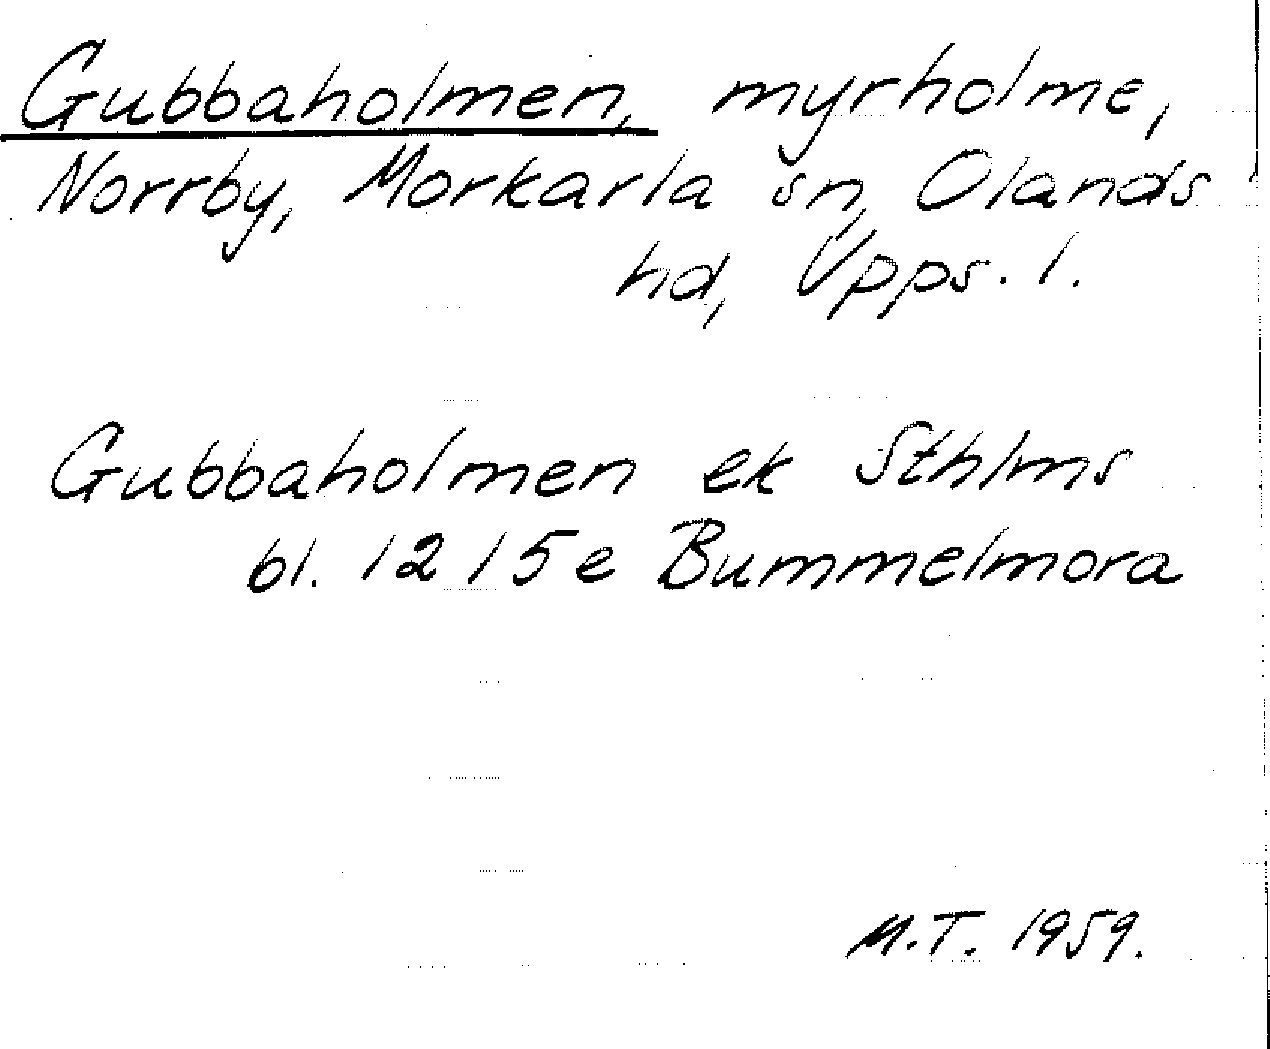 Gubbaholmen, myrholme,
Norrby, Morkarla sn, Olands
hd, Upps. l.
Gubbaholmen ek Sthlms
bl. 12 I 5e Bummelmora
M.T. 1959.